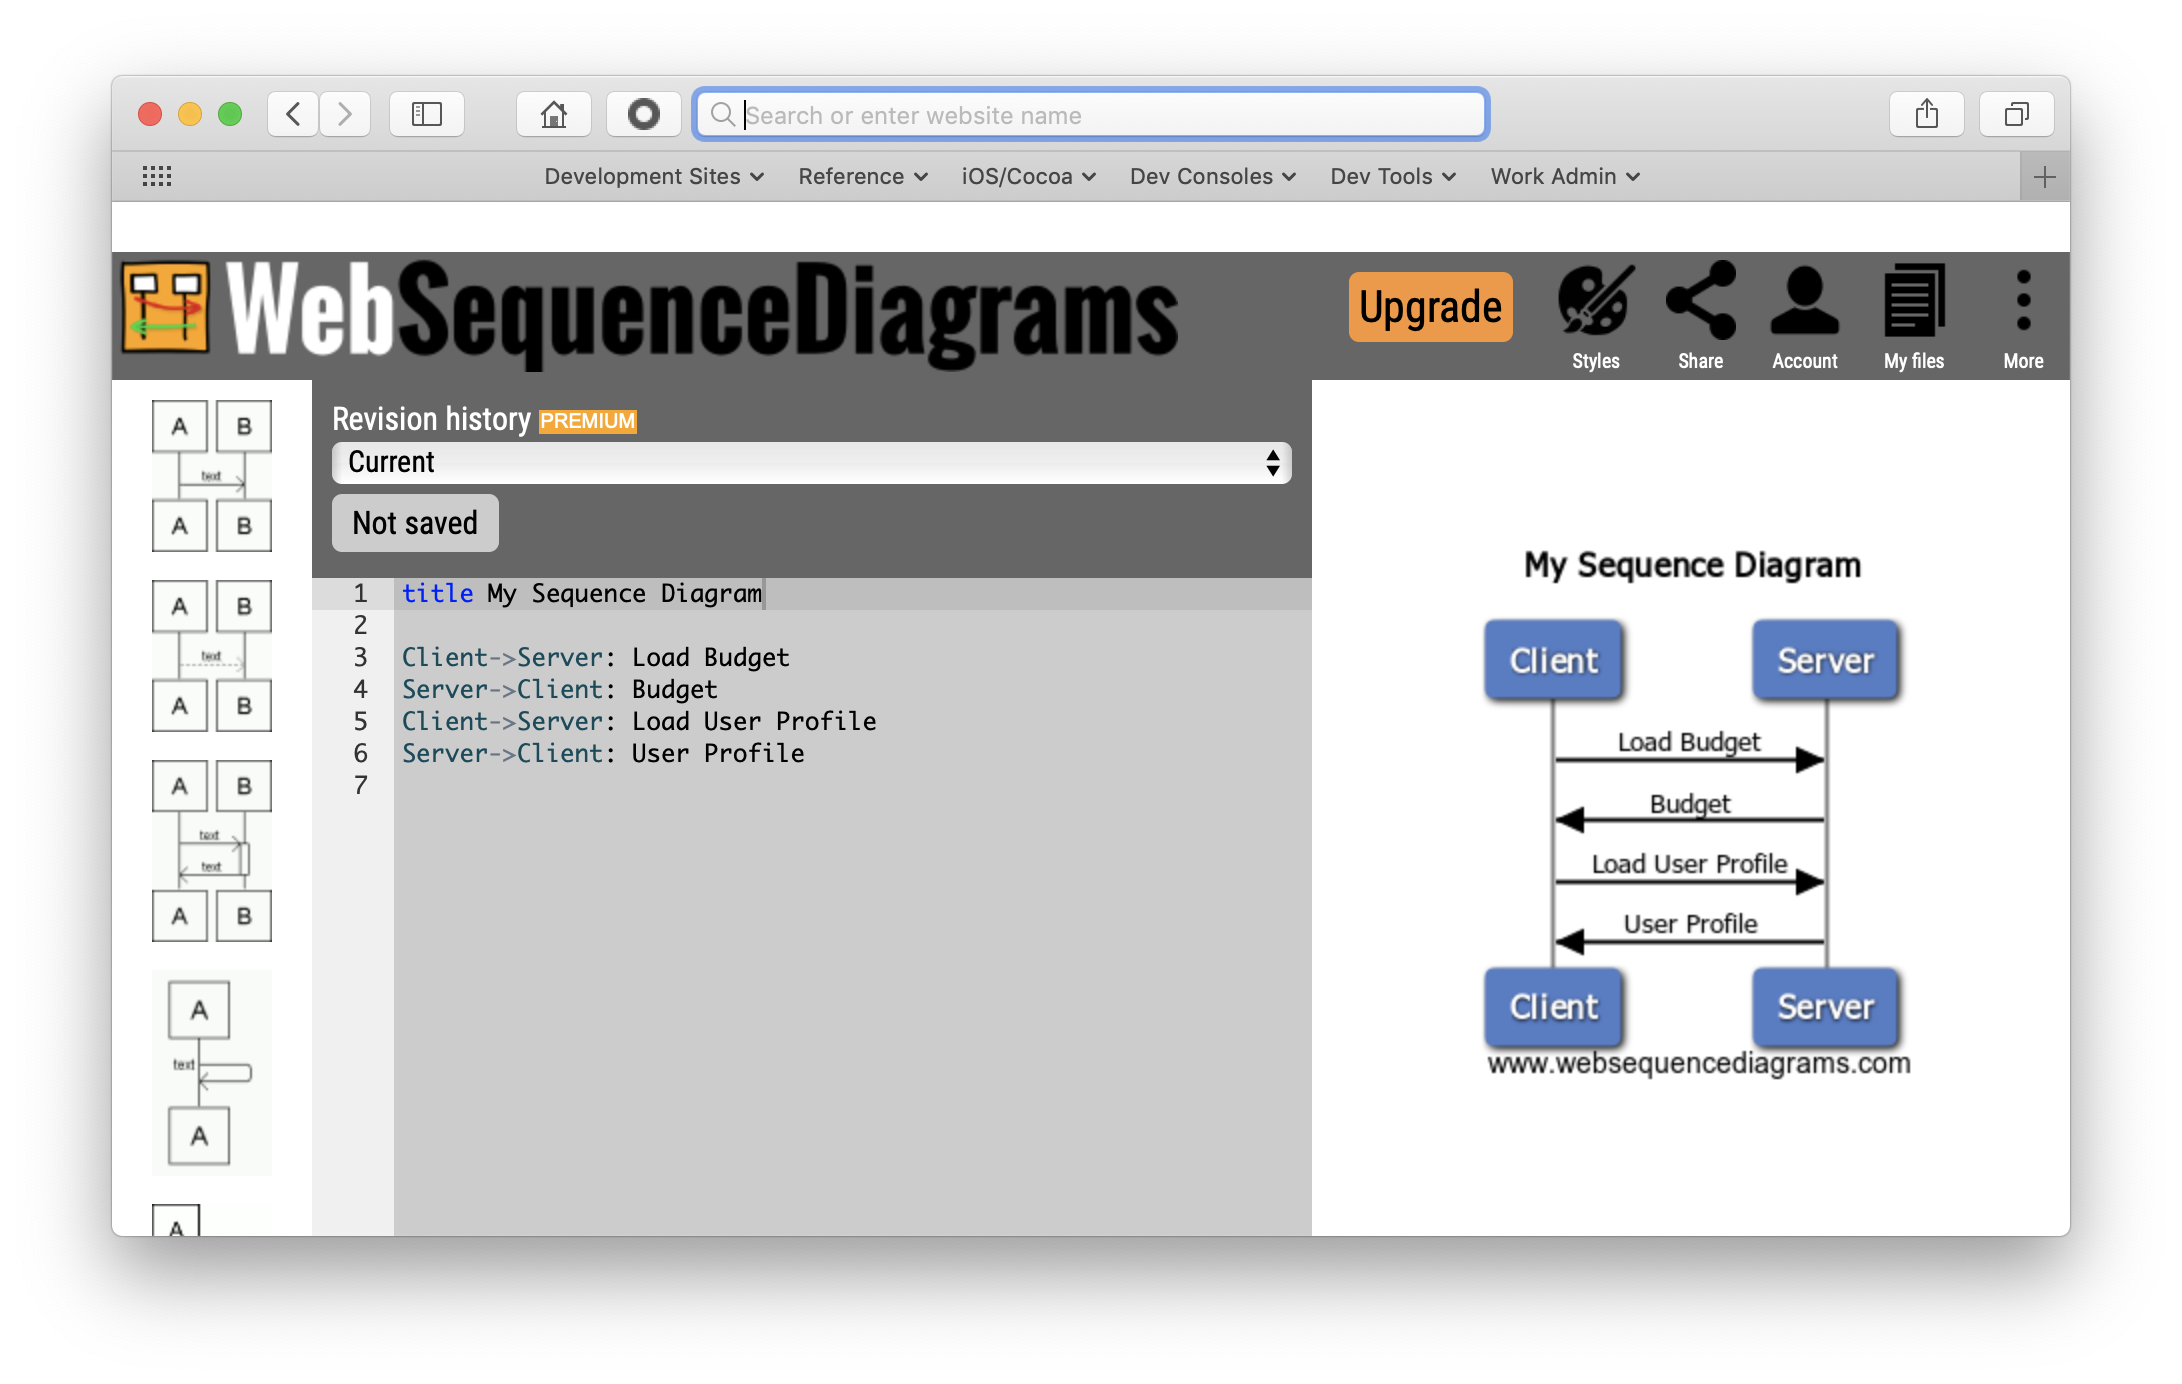 Search or enter website name
Development Sites Reference iOS/Cocoa Dev Consoles Dev Tools Work Admin
WebSequenceDiagrams
Upgrade
Styles Share Account My files More
A B
text
A B
A B
text
A B
A B
text
text
A B
A
text
A
A
Revision history PREMIUM
Current
Not saved
1 title My Sequence Diagram
2
3 Client->Server: Load Budget
4 Server->Client: Budget
5 Client->Server: Load User Profile
6 Server->Client: User Profile
7
My Sequence Diagram
Client Server
Load Budget
Budget
Load User Profile
User Profile
Client Server
www.websequencediagrams.com